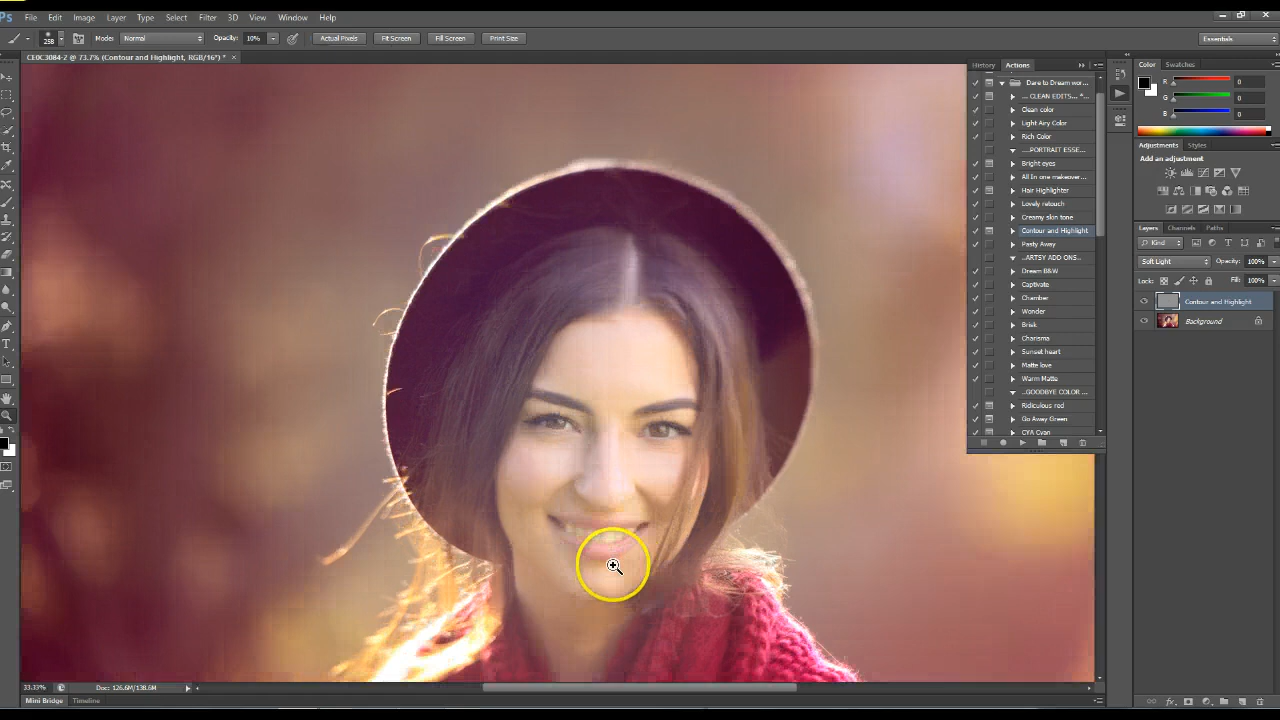 Ps File Edit Image Layer Type Select Filter 3D View Window Help
258 Mode: Normal Opacity: 10% Actual Pixels Fit Screen Fill Screen Print Size Essentials
CE0C3084-2 @ 73.7% (Contour and Highlight, RGB/16*) * ×
History Actions
Dare to Dream wor...
... CLEAN EDITS... *...
Clean color
Light Airy Color
Rich Color
....PORTRAIT ESSE...
Bright eyes
All In one makeover...
Hair Highlighter
Lovely retouch
Creamy skin tone
Contour and Highlight
Pasty Away
..ARTSY ADD ONS..
Dream B&W
Captivate
Chamber
Wonder
Brisk
Charisma
Sunset heart
Matte love
Warm Matte
..GOODBYE COLOR ...
Ridiculous red
Go Away Green
CYA Cyan
Color Swatches
R 0
G 0
B 0
Adjustments Styles
Add an adjustment
Layers Channels Paths
Kind
Soft Light Opacity: 100%
Lock: Fill: 100%
Contour and Highlight
Background
33.33% Doc: 126.6M/138.6M
Mini Bridge Timeline
fx